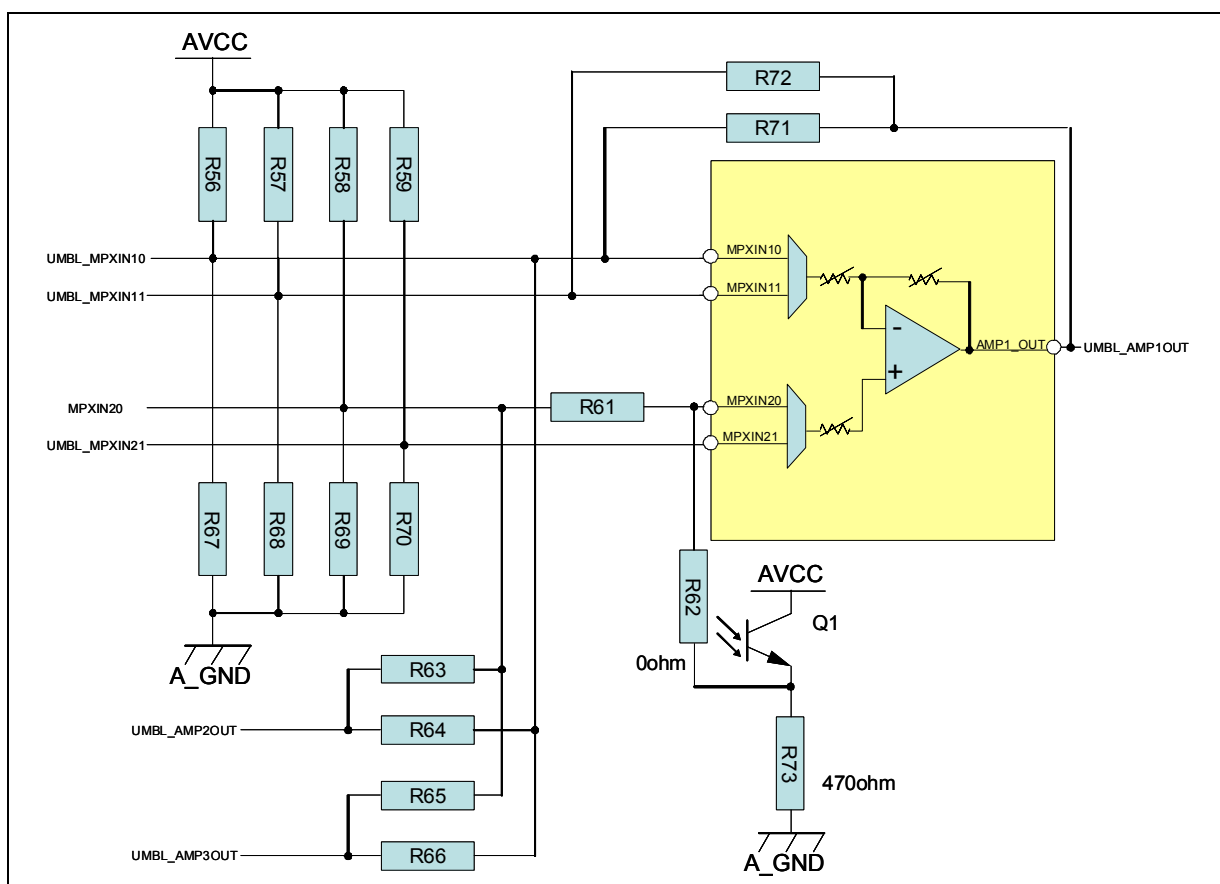 AVCC
R72
R71
R56
R57
R58
R59
UMBL_MPXIN10
MPXIN10
UMBL_MPXIN11
MPXIN11
-
AMP1_OUT
UMBL_AMP1OUT
+
MPXIN20
R61
MPXIN20
UMBL_MPXIN21
MPXIN21
R67
R68
R69
R70
R62
AVCC
Q1
0ohm
A_GND
R63
UMBL_AMP2OUT
R64
R73
470ohm
R65
UMBL_AMP3OUT
R66
A_GND